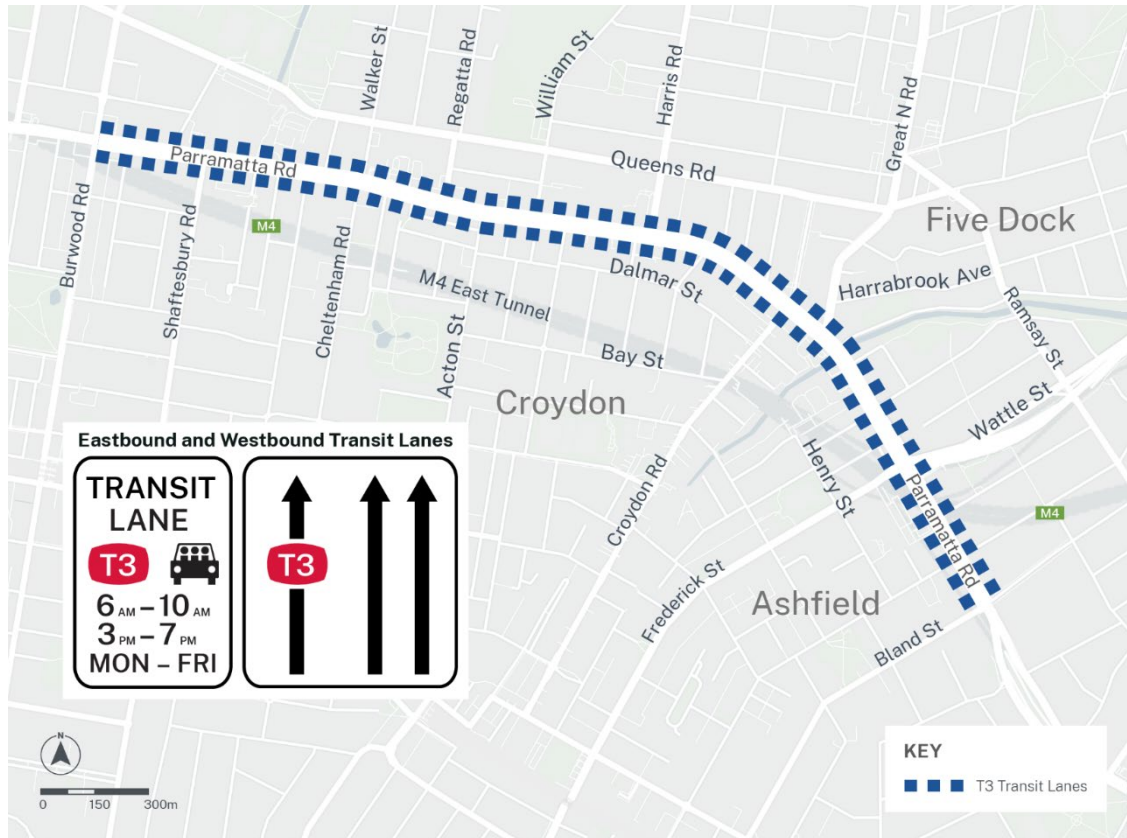 Walker St
Regatta Rd
William St
Harris Rd
Great N Rd
Queens Rd
Parramatta Rd
Burwood Rd
Shaftesbury Rd
M4
Cheltenham Rd
M4 East Tunnel
Acton St
Dalmar St
Bay St
Five Dock
Harrabrook Ave
Ramsay St
Wattle St
Croydon
Croydon Rd
Henry St
Parramatta Rd
M4
Frederick St
Ashfield
Bland St
Eastbound and Westbound Transit Lanes
TRANSIT
LANE
T3
6 AM – 10 AM
3 PM – 7 PM
MON – FRI
T3
N
0 150 300m
KEY
T3 Transit Lanes